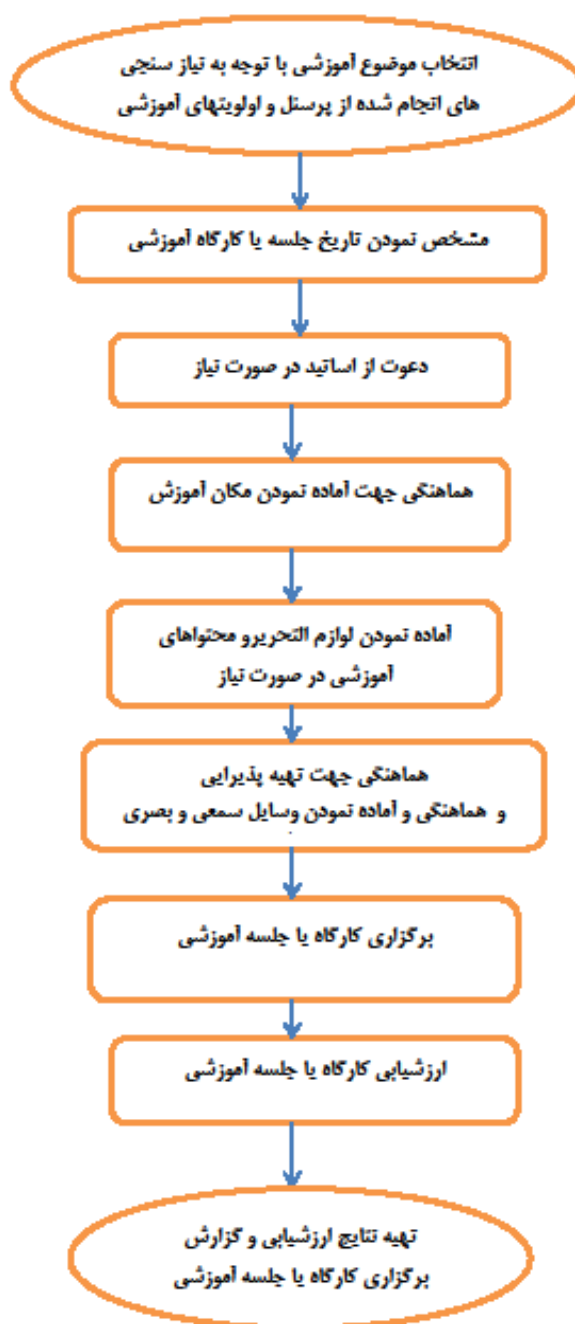 انتخاب موضوع آموزشی با توجه به نیاز سنجی
های انجام شده از پرسنل و اولویتهای آموزشی
مشخص نمودن تاریخ جلسه یا کارگاه آموزشی
دعوت از اساتید در صورت نیاز
هماهنگی جهت آماده نمودن مکان آموزش
آماده نمودن لوازم التحریرو محتواهای
آموزشی در صورت نیاز
هماهنگی جهت تهیه پذیرایی
و هماهنگی و آماده نمودن وسایل سمعی و بصری
برگزاری کارگاه یا جلسه آموزشی
ارزشیابی کارگاه یا جلسه آموزشی
تهیه نتایج ارزشیابی و گزارش
برگزاری کارگاه یا جلسه آموزشی